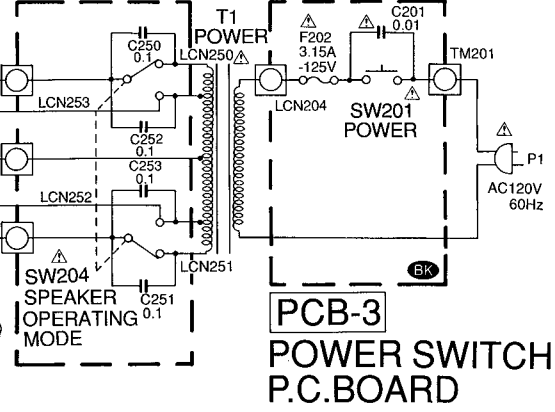 T1
POWER
C250
0.1
LCN250
LCN253
C252
0.1
C253
0.1
LCN252
LCN251
SW204
SPEAKER
OPERATING
MODE
C251
0.1
F202
3.15A
-125V
C201
0.01
TM201
LCN204
SW201
POWER
P1
AC120V
60Hz
BK
PCB-3
POWER SWITCH
P.C.BOARD